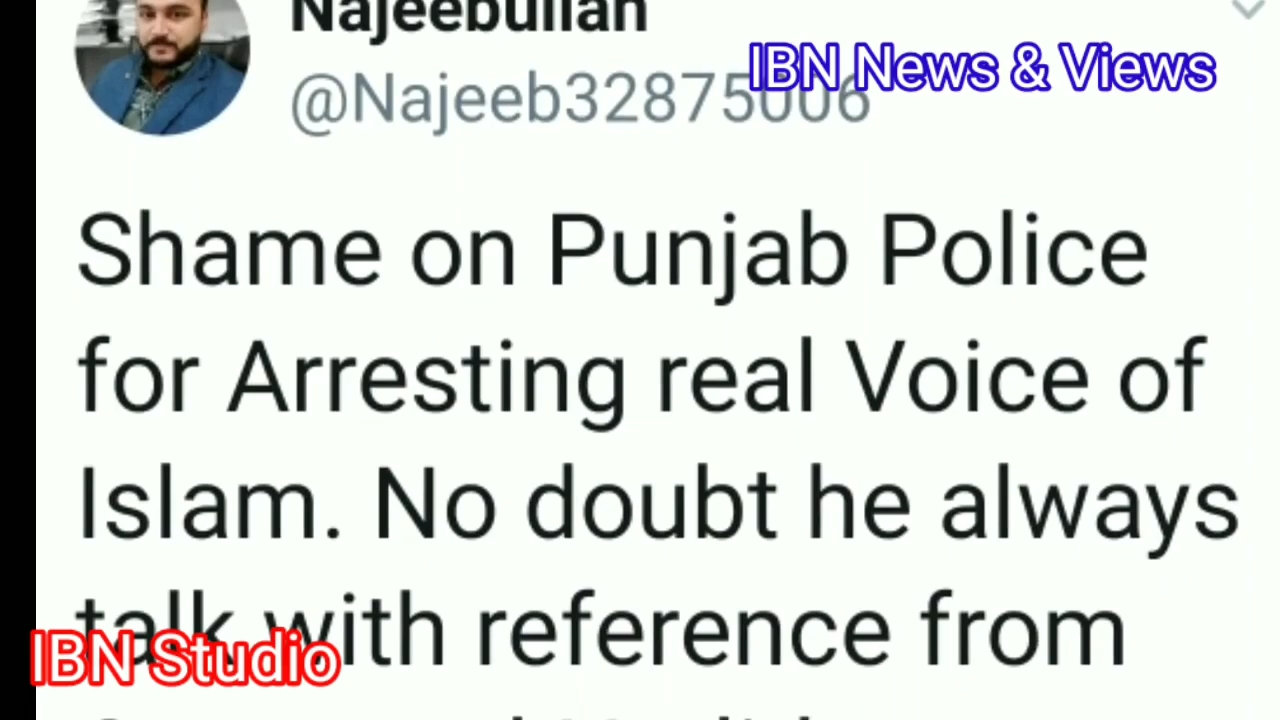 Najeebullah
@Najeeb32875006
IBN News & Views
Shame on Punjab Police
for Arresting real Voice of
Islam. No doubt he always
talk with reference from
IBN Studio